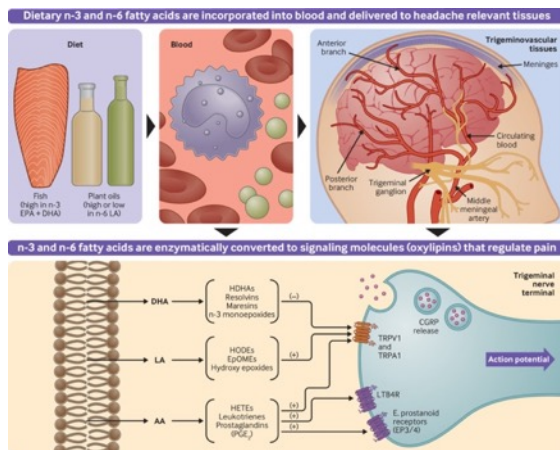 Dietary n-3 and n-6 fatty acids are incorporated into blood and delivered to headache relevant tissues
Diet
Fish
(high in n-3
EPA + DHA)
Plant oils
(high or low
in n-6 LA)
Blood
Trigeminovascular
tissues
Anterior
branch
Meninges
Circulating
blood
Posterior
branch
Trigeminal
ganglion
Middle
meningeal
artery
n-3 and n-6 fatty acids are enzymatically converted to signaling molecules (oxylipins) that regulate pain
DHA
HDHAs
Resolvins
Maresins
n-3 monoepoxides
(−)
LA
HODEs
EpOMEs
Hydroxy epoxides
(+)
AA
HETEs
Leukotrienes
Prostaglandins
(PGE2)
(+)
(+)
(+)
(+)
Trigeminal
nerve
terminal
CGRP
release
TRPV1
and
TRPA1
Action potential
LTB4R
E. prostanoid
receptors
(EP3/4)